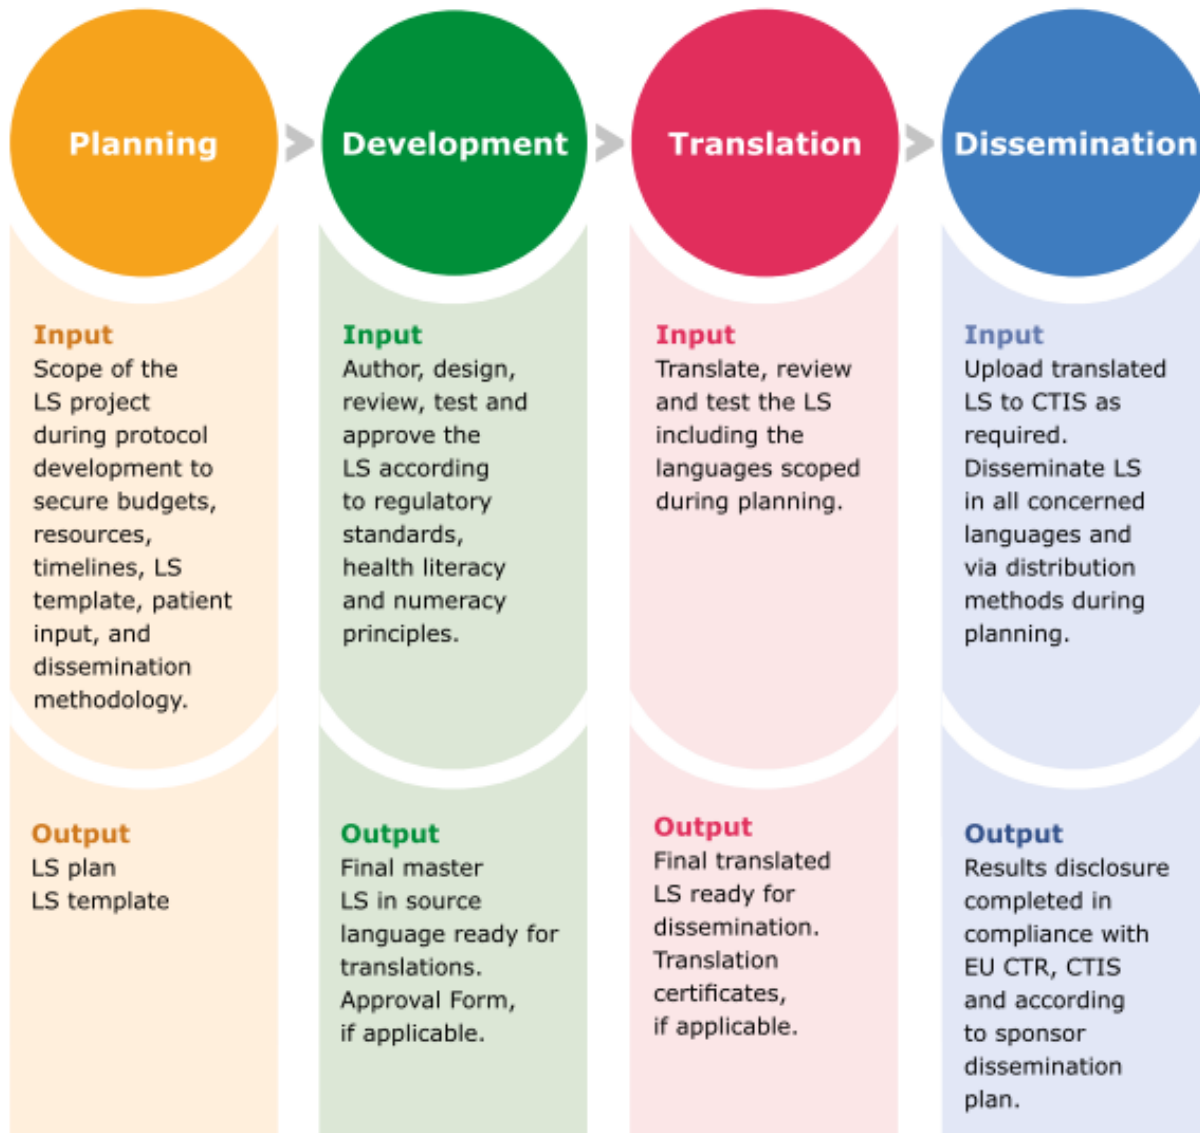 Planning
Development
Translation
Dissemination
Input
Scope of the
LS project
during protocol
development to
secure budgets,
resources,
timelines, LS
template, patient
input, and
dissemination
methodology.
Output
LS plan
LS template
Input
Author, design,
review, test and
approve the
LS according
to regulatory
standards,
health literacy
and numeracy
principles.
Output
Final master
LS in source
language ready for
translations.
Approval Form,
if applicable.
Input
Translate, review
and test the LS
including the
languages scoped
during planning.
Output
Final translated
LS ready for
dissemination.
Translation
certificates,
if applicable.
Input
Upload translated
LS to CTIS as
required.
Disseminate LS
in all concerned
languages and
via distribution
methods during
planning.
Output
Results disclosure
completed in
compliance with
EU CTR, CTIS
and according
to sponsor
dissemination
plan.